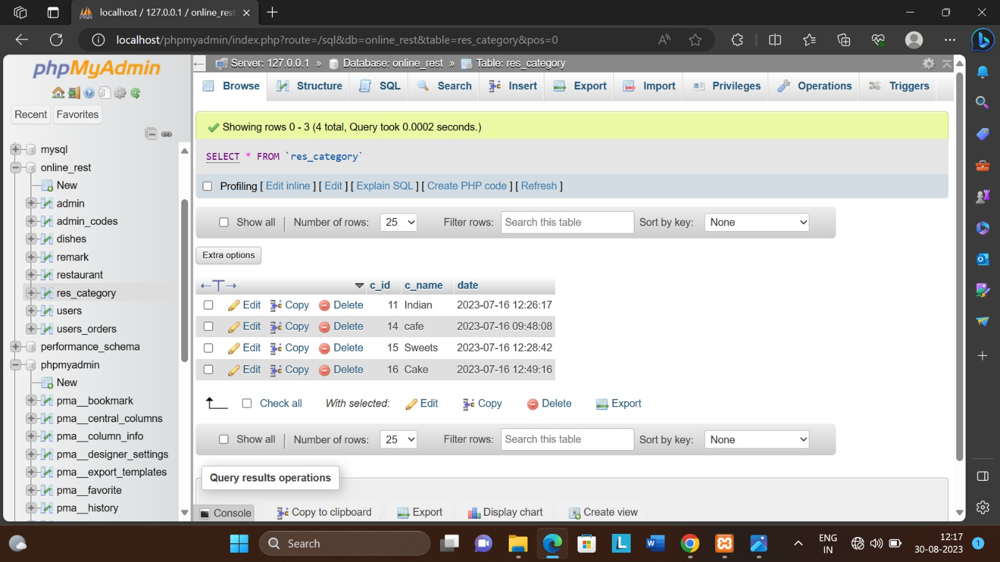 localhost / 127.0.0.1 / online_rest
localhost/phpmyadmin/index.php?route=/sql&db=online_rest&table=res_category&pos=0
phpMyAdmin
Recent Favorites
mysql
online_rest
New
admin
admin_codes
dishes
remark
restaurant
res_category
users
users_orders
performance_schema
phpmyadmin
New
pma__bookmark
pma__central_columns
pma__column_info
pma__designer_settings
pma__export_templates
pma__favorite
pma__history
Server: 127.0.0.1 » Database: online_rest » Table: res_category
Browse Structure SQL Search Insert Export Import Privileges Operations Triggers
Showing rows 0 - 3 (4 total, Query took 0.0002 seconds.)
SELECT * FROM `res_category`
Profiling [ Edit inline ] [ Edit ] [ Explain SQL ] [ Create PHP code ] [ Refresh ]
Show all | Number of rows: 25 Filter rows: Search this table Sort by key: None
Extra options
←T→ c_id c_name date
Edit Copy Delete 11 Indian 2023-07-16 12:26:17
Edit Copy Delete 14 cafe 2023-07-16 09:48:08
Edit Copy Delete 15 Sweets 2023-07-16 12:28:42
Edit Copy Delete 16 Cake 2023-07-16 12:49:16
Check all With selected: Edit Copy Delete Export
Show all | Number of rows: 25 Filter rows: Search this table Sort by key: None
Query results operations
Console Copy to clipboard Export Display chart Create view
Search
ENG
IN
12:17
30-08-2023
1